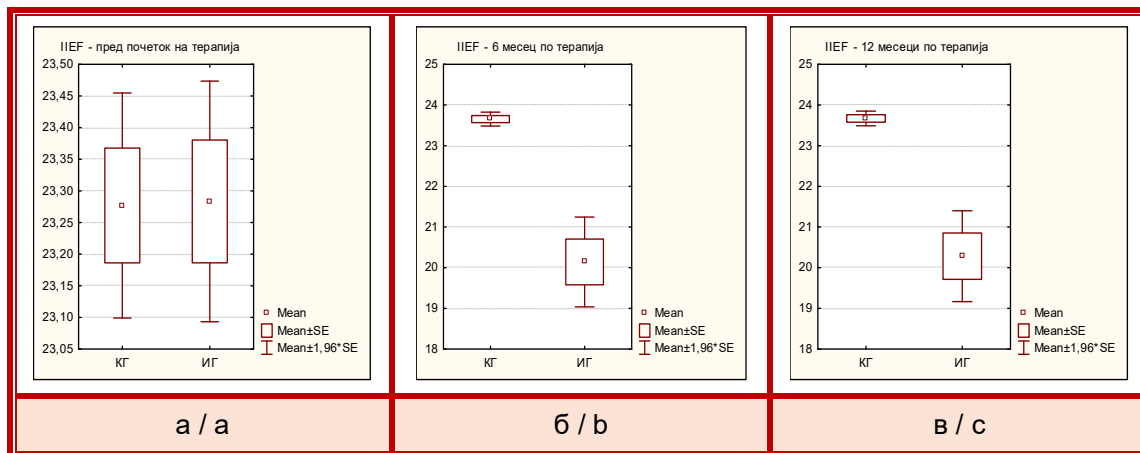 IIEF - пред почеток на терапија
23,50
23,45
23,40
23,35
23,30
23,25
23,20
23,15
23,10
23,05
КГ
ИГ
Mean
Mean±SE
Mean±1,96*SE
IIEF - 6 месец по терапија
25
24
23
22
21
20
19
18
КГ
ИГ
Mean
Mean±SE
Mean±1,96*SE
IIEF - 12 месеци по терапија
25
24
23
22
21
20
19
18
КГ
ИГ
Mean
Mean±SE
Mean±1,96*SE
а / a
б / b
в / c